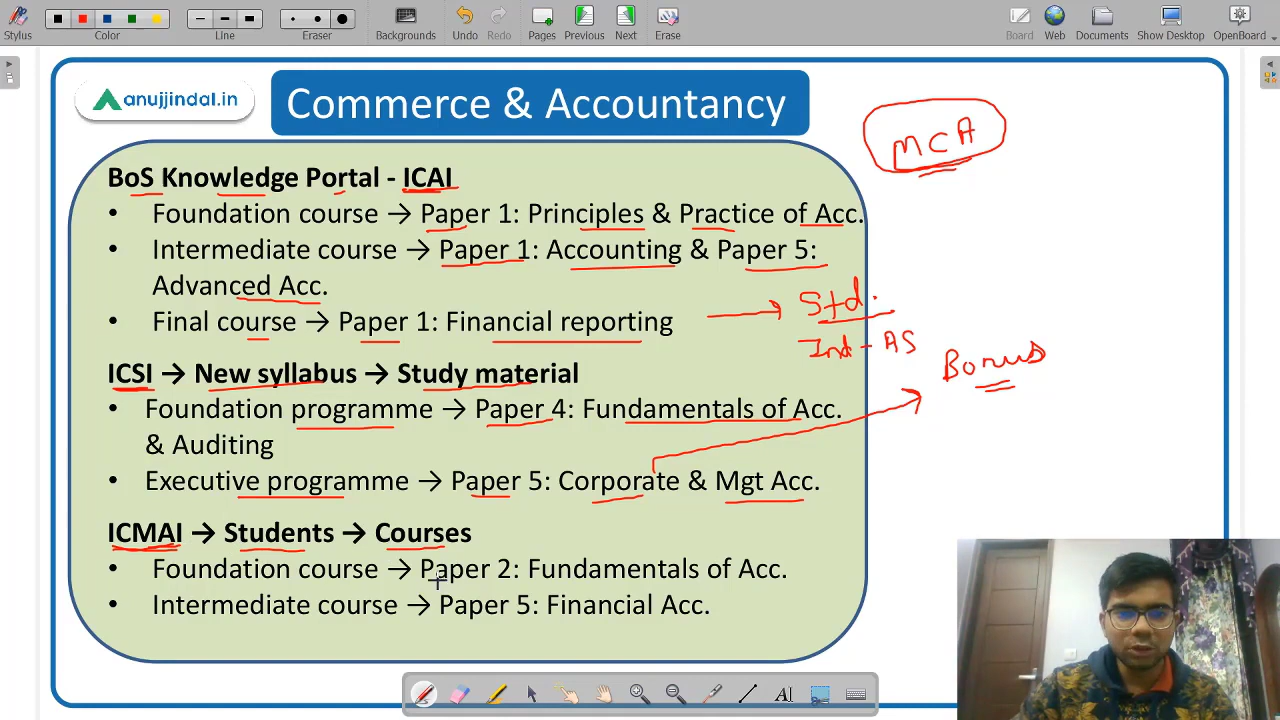 Stylus
Color
Line
Eraser
Backgrounds
Undo
Redo
Pages
Previous
Next
Erase
Board
Web
Documents
Show Desktop
OpenBoard
anujjindal.in
Commerce & Accountancy
MCA
BoS Knowledge Portal - ICAI
• Foundation course → Paper 1: Principles & Practice of Acc.
• Intermediate course → Paper 1: Accounting & Paper 5:
Advanced Acc.
• Final course → Paper 1: Financial reporting
→ Std.
Ind - AS
Bonus
ICSI → New syllabus → Study material
• Foundation programme → Paper 4: Fundamentals of Acc.
& Auditing
• Executive programme → Paper 5: Corporate & Mgt Acc.
ICMAI → Students → Courses
• Foundation course → Paper 2: Fundamentals of Acc.
• Intermediate course → Paper 5: Financial Acc.